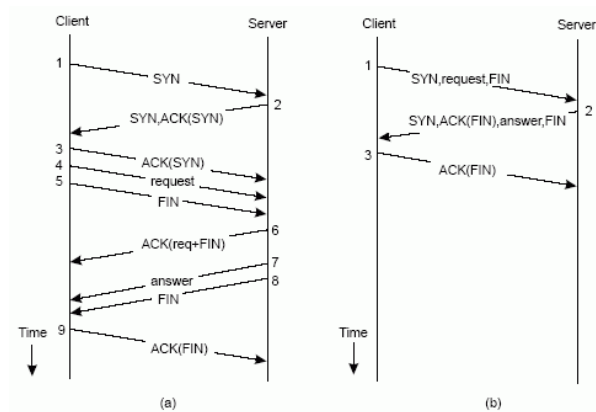 Client
Server
1
SYN
2
SYN,ACK(SYN)
3
ACK(SYN)
4
request
5
FIN
6
ACK(req+FIN)
7
answer
8
FIN
Time
9
ACK(FIN)
(a)
Client
Server
1
SYN,request,FIN
2
SYN,ACK(FIN),answer,FIN
3
ACK(FIN)
Time
(b)